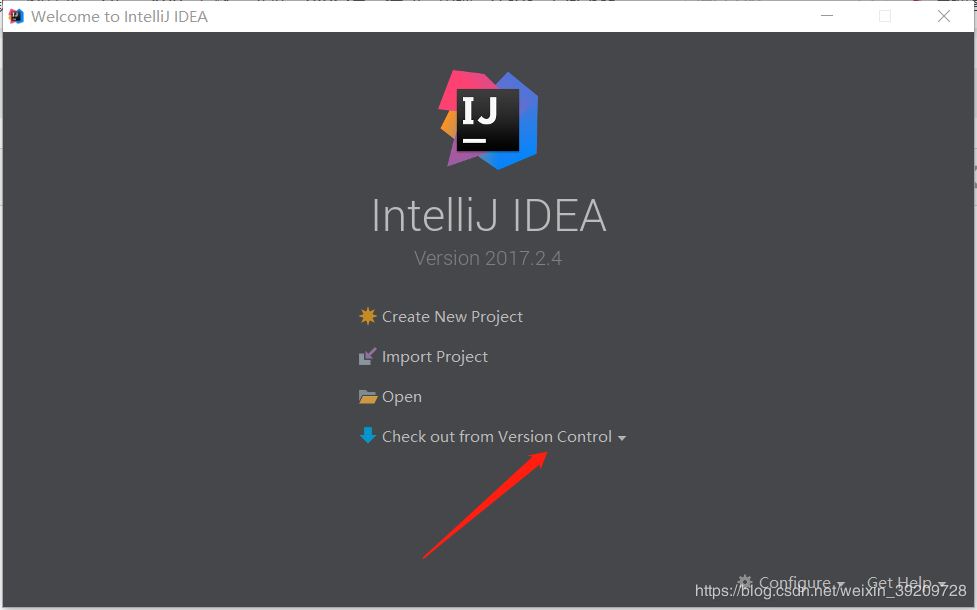 Welcome to IntelliJ IDEA
IJ
IntelliJ IDEA
Version 2017.2.4
Create New Project
Import Project
Open
Check out from Version Control
Configure
Get Help
https://blog.csdn.net/weixin_39209728